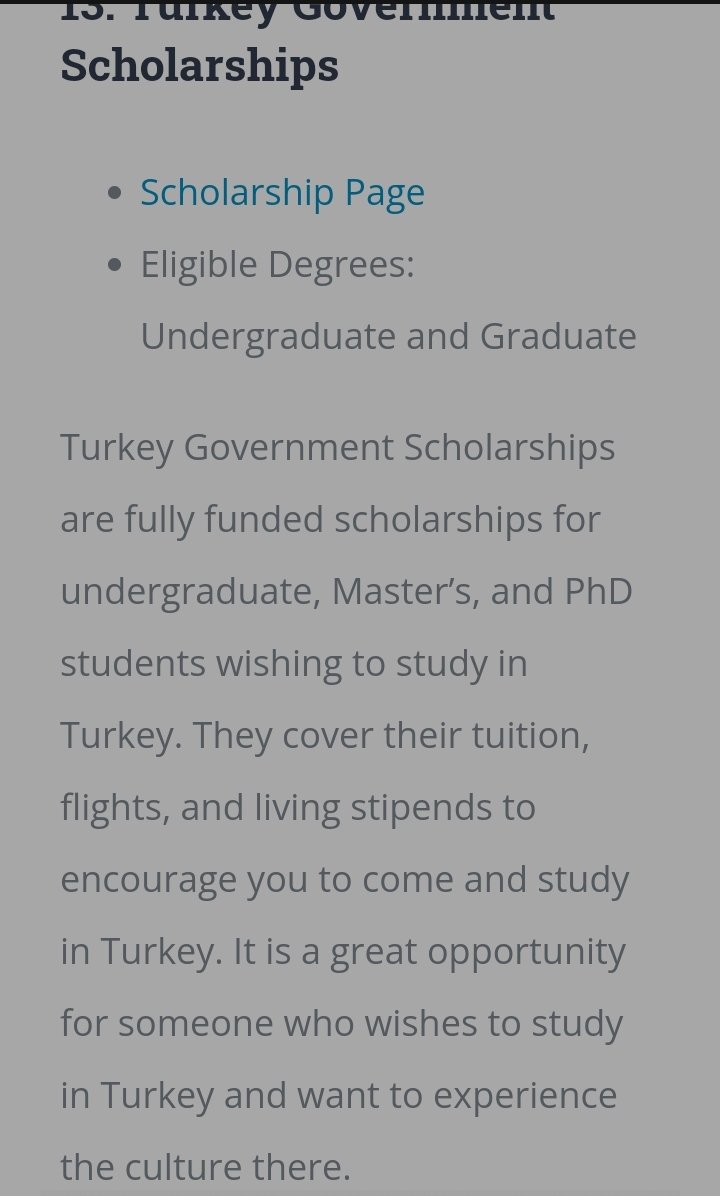 13. Turkey Government
Scholarships
Scholarship Page
Eligible Degrees:
Undergraduate and Graduate
Turkey Government Scholarships
are fully funded scholarships for
undergraduate, Master’s, and PhD
students wishing to study in
Turkey. They cover their tuition,
flights, and living stipends to
encourage you to come and study
in Turkey. It is a great opportunity
for someone who wishes to study
in Turkey and want to experience
the culture there.